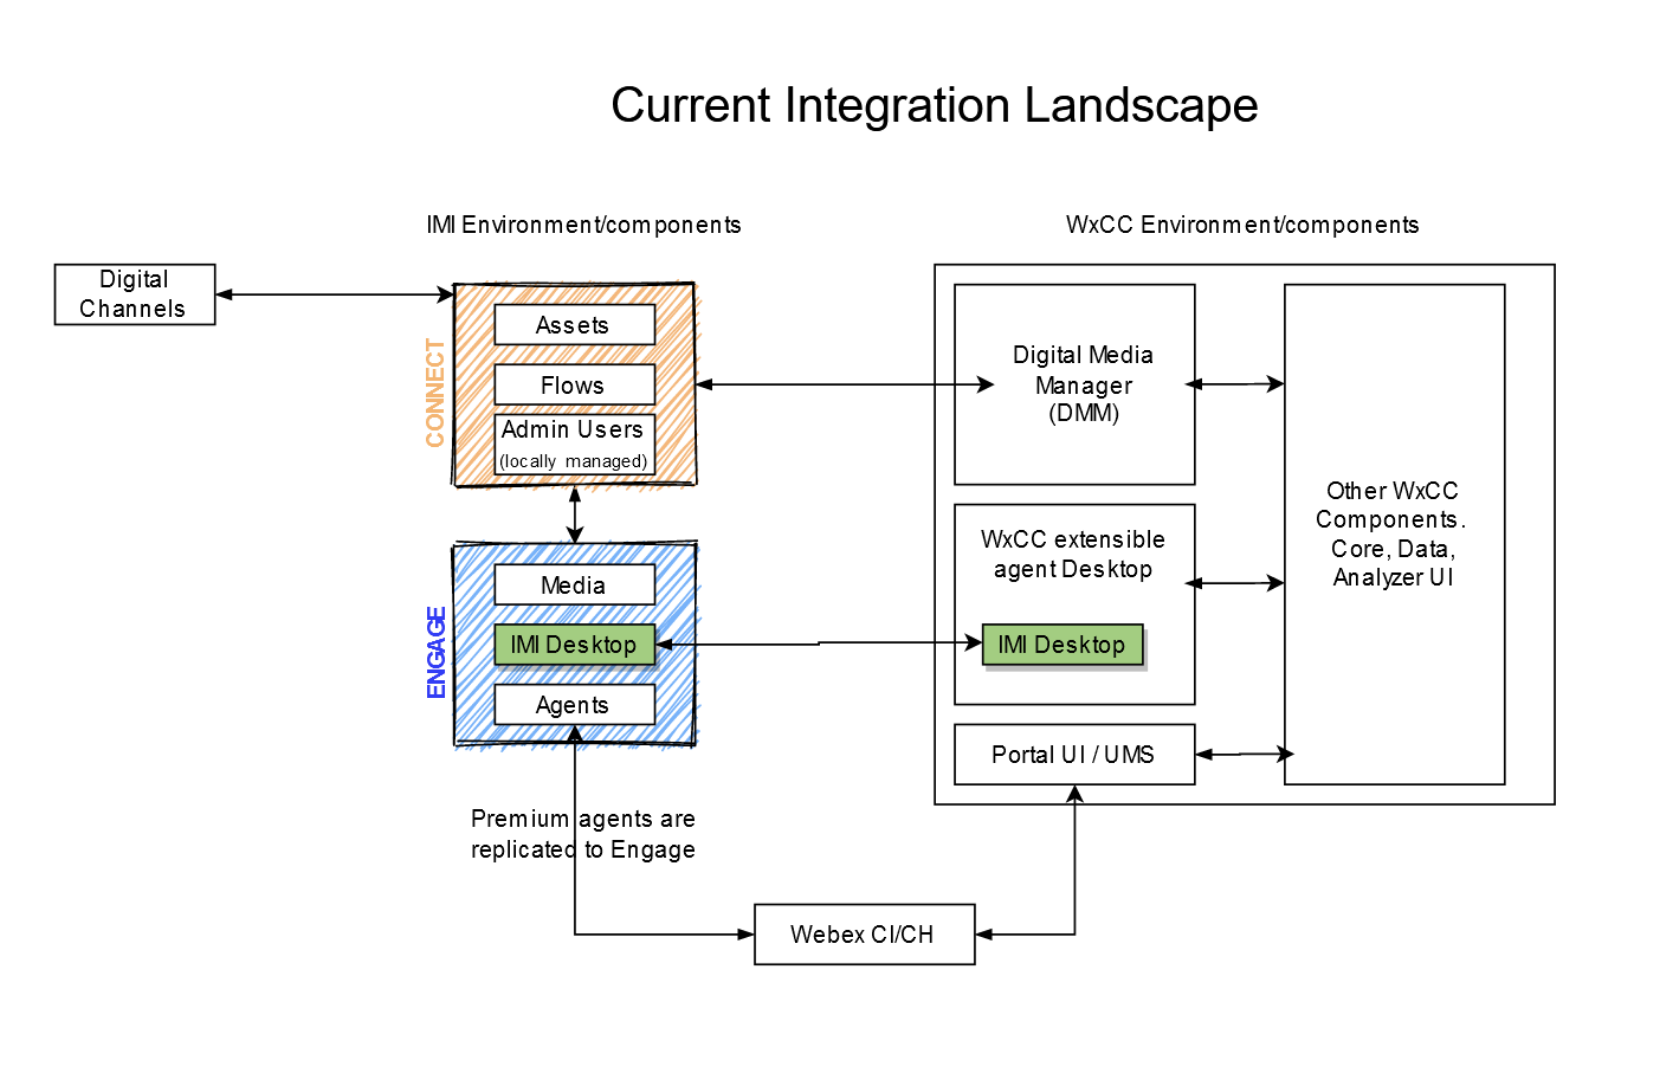 Current Integration Landscape
IMI Environment/components
WxCC Environment/components
Digital
Channels
CONNECT
Assets
Flows
Admin Users
(locally managed)
ENGAGE
Media
IMI Desktop
Agents
Premium agents are
replicated to Engage
Digital Media
Manager
(DMM)
WxCC extensible
agent Desktop
IMI Desktop
Portal UI / UMS
Other WxCC
Components.
Core, Data,
Analyzer UI
Webex CI/CH